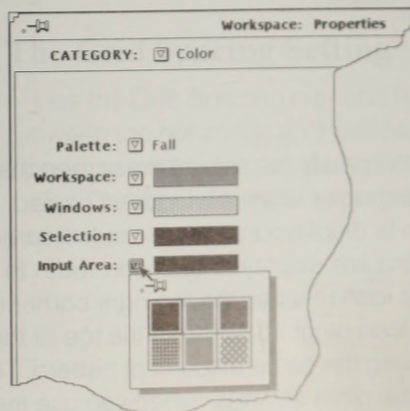 Workspace: Properties
CATEGORY: Color
Palette: Fall
Workspace:
Windows:
Selection:
Input Area: